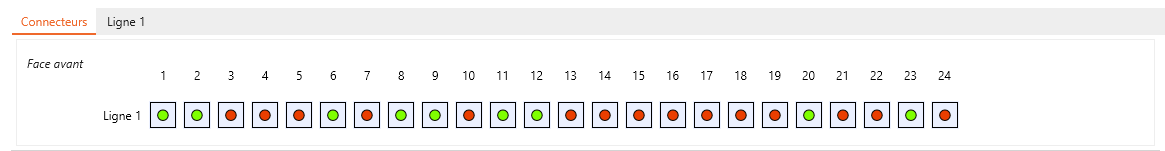 Connecteurs Ligne 1
Face avant
1 2 3 4 5 6 7 8 9 10 11 12 13 14 15 16 17 18 19 20 21 22 23 24
Ligne 1